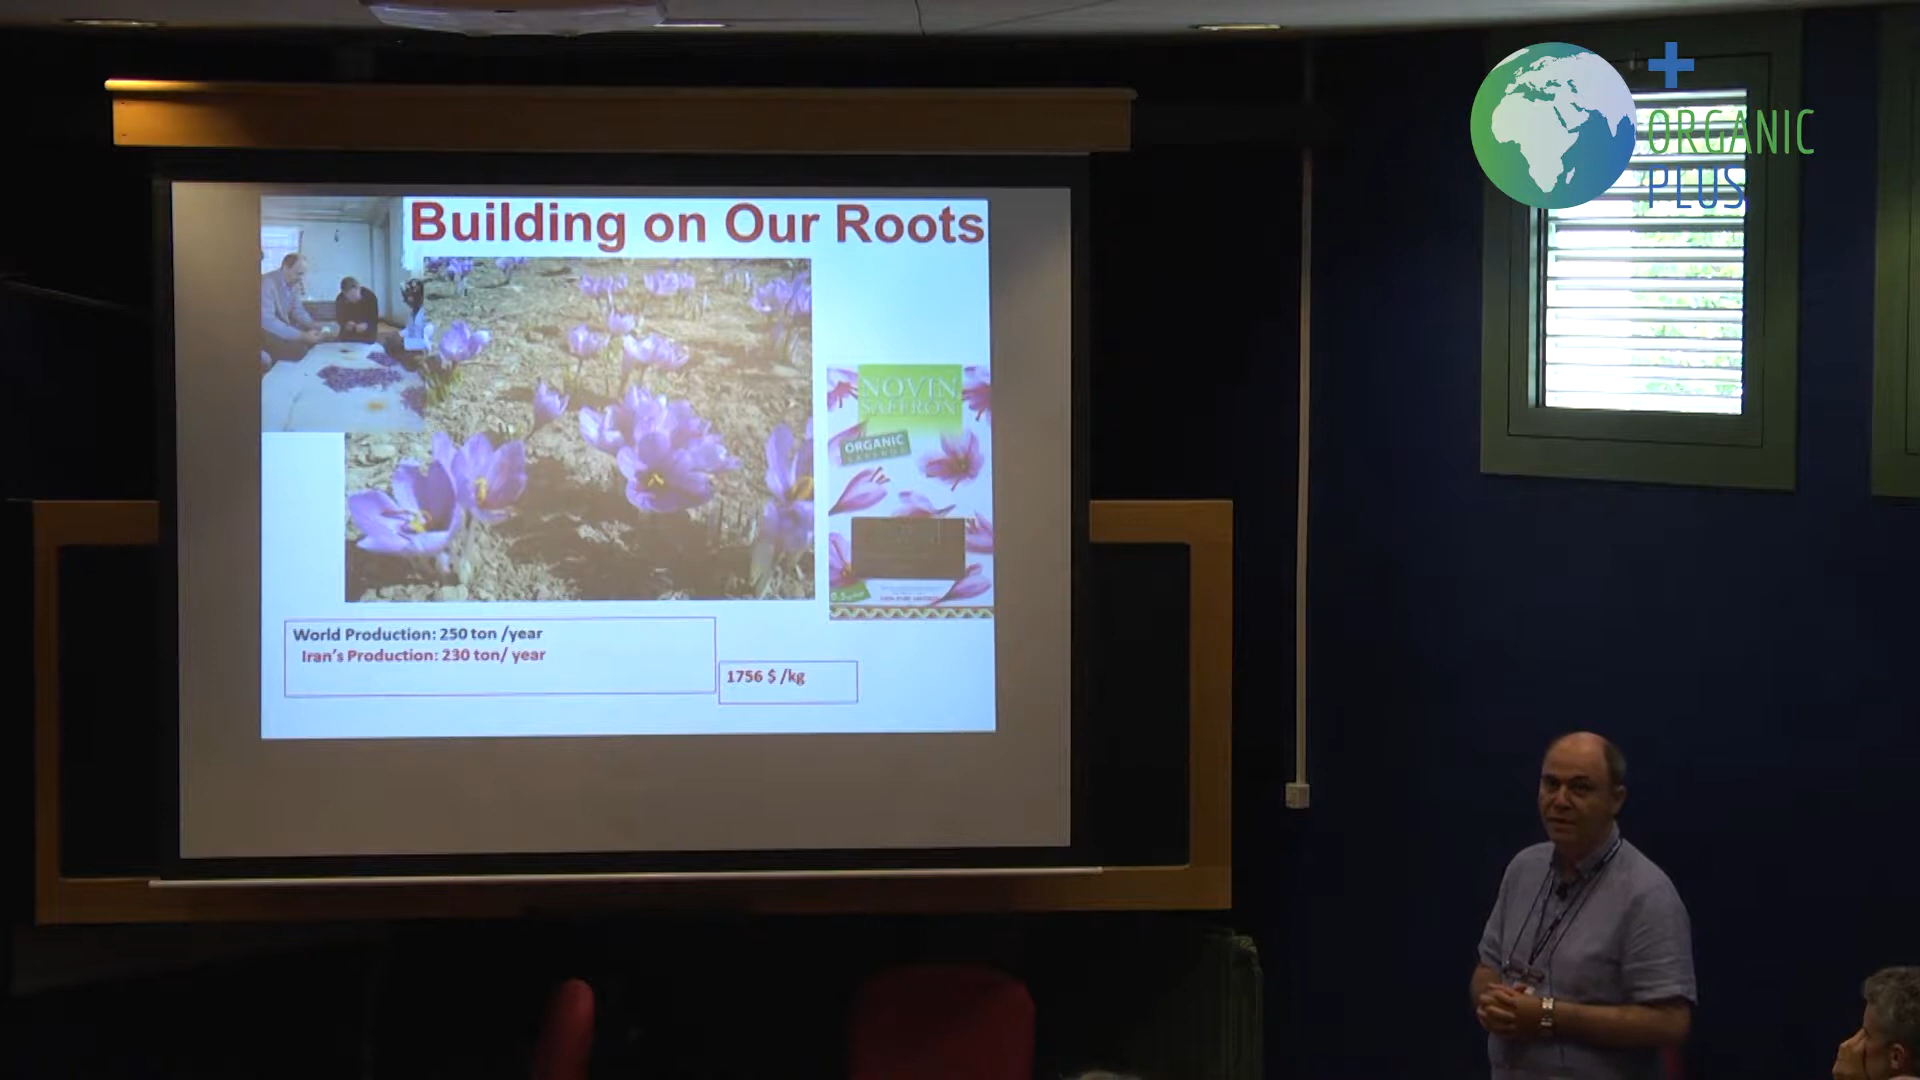 +
ORGANIC
PLUS
Building on Our Roots
NOVIN
SAFFRON
ORGANIC
World Production: 250 ton /year
Iran's Production: 230 ton/ year
1756 $ /kg